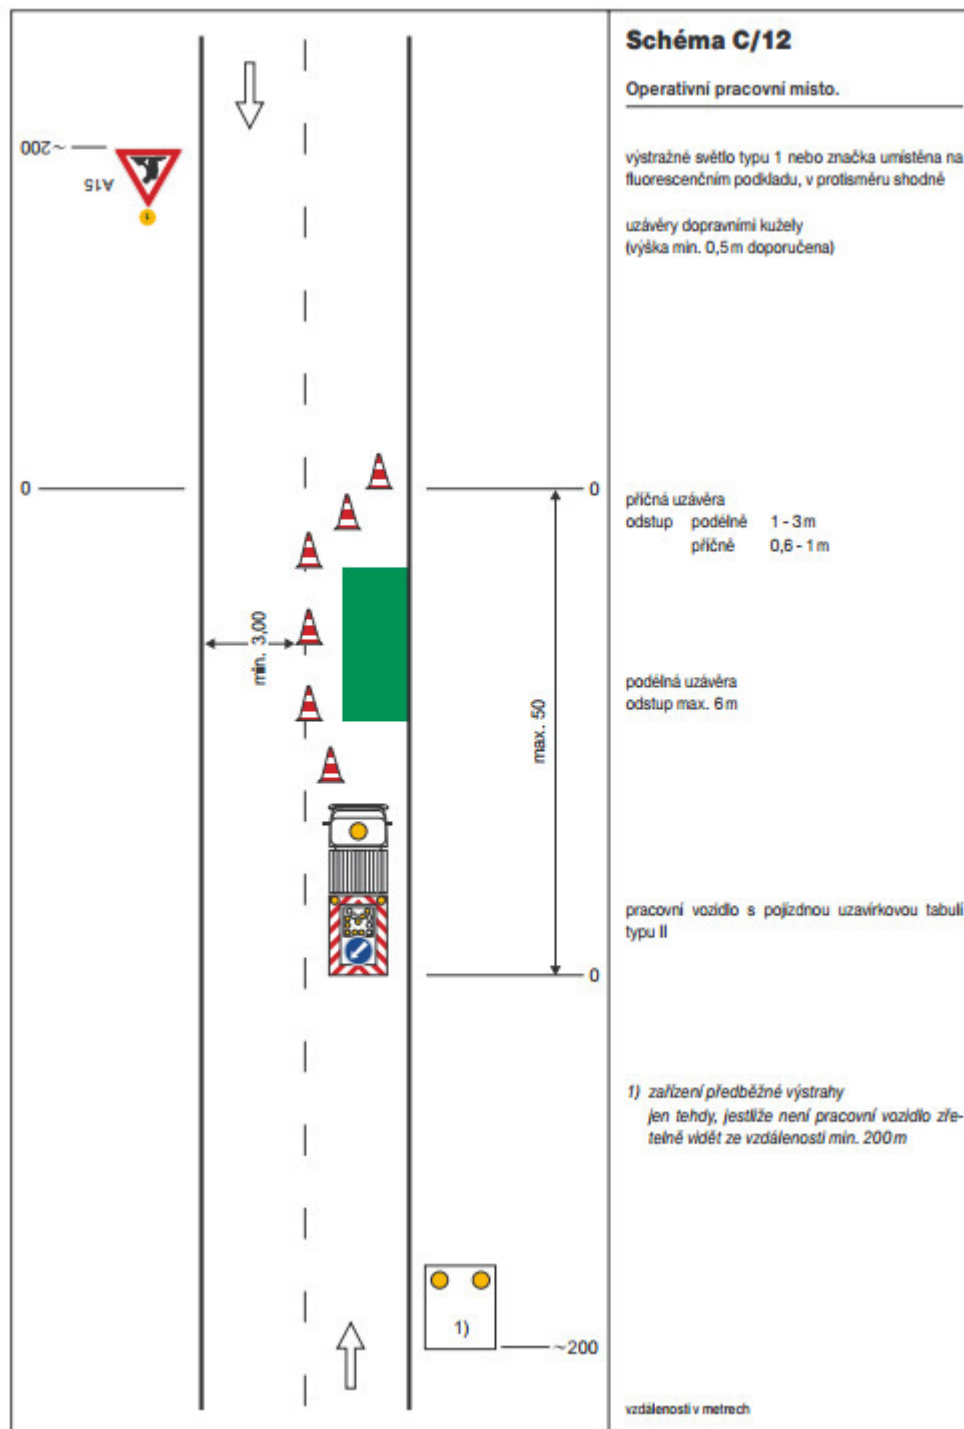 Schéma C/12
Operativní pracovní místo.
výstražné světlo typu 1 nebo značka umístěna na
fluorescenčním podkladu, v protisměru shodně
uzávěry dopravními kužely
(výška min. 0,5 m doporučena)
~200
A15
1
0
0
příčná uzávěra
odstup podélně 1 - 3 m
příčně 0,6 - 1 m
min. 3,00
podélná uzávěra
odstup max. 6 m
max. 50
pracovní vozidlo s pojízdnou uzavírkovou tabulí
typu II
0
1) zařízení předběžné výstrahy
jen tehdy, jestliže není pracovní vozidlo zře-
telně vidět ze vzdálenosti min. 200 m
1)
~200
vzdálenosti v metrech